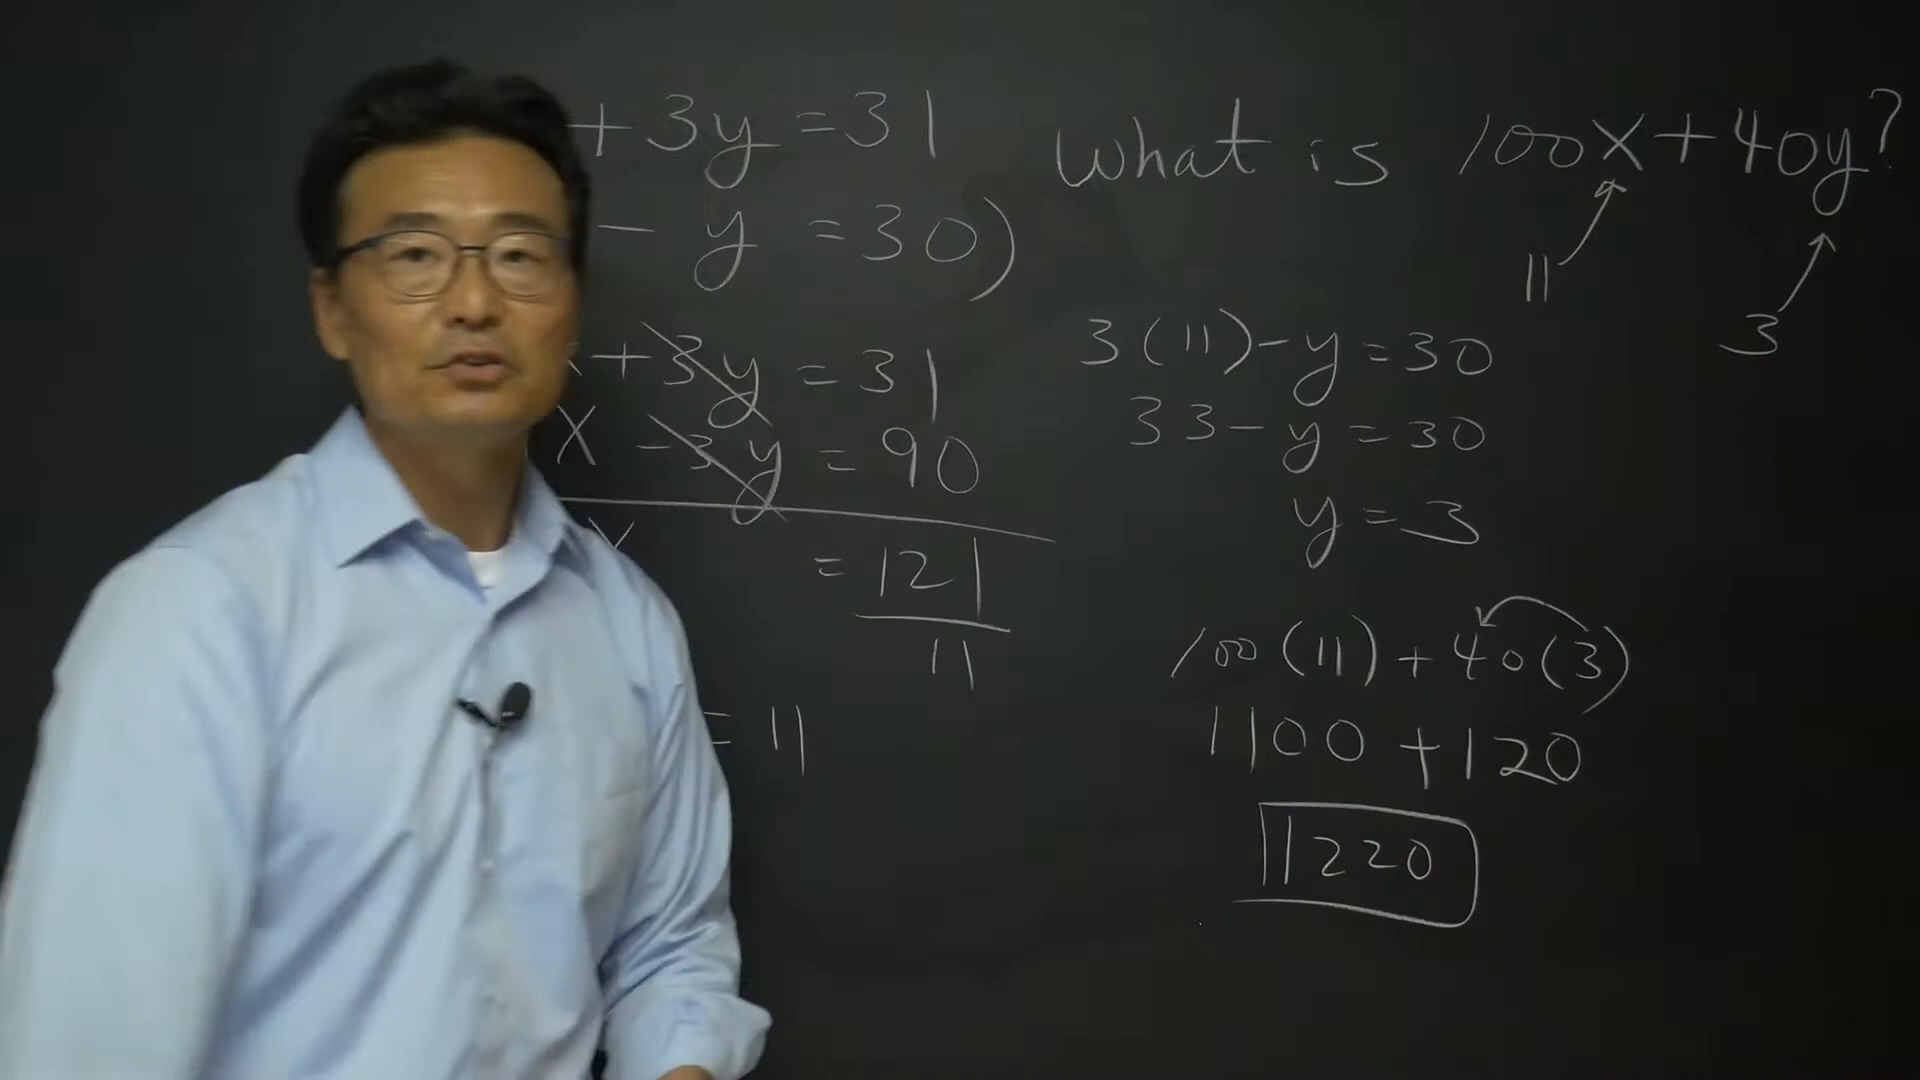 + 3y = 31
- y = 30)
x + 3y = 31
x - 3y = 90
= 121
11
= 11
What is 100x + 40y?
11
3
3(11) - y = 30
33 - y = 30
y = 3
100(11) + 40(3)
1100 + 120
1220